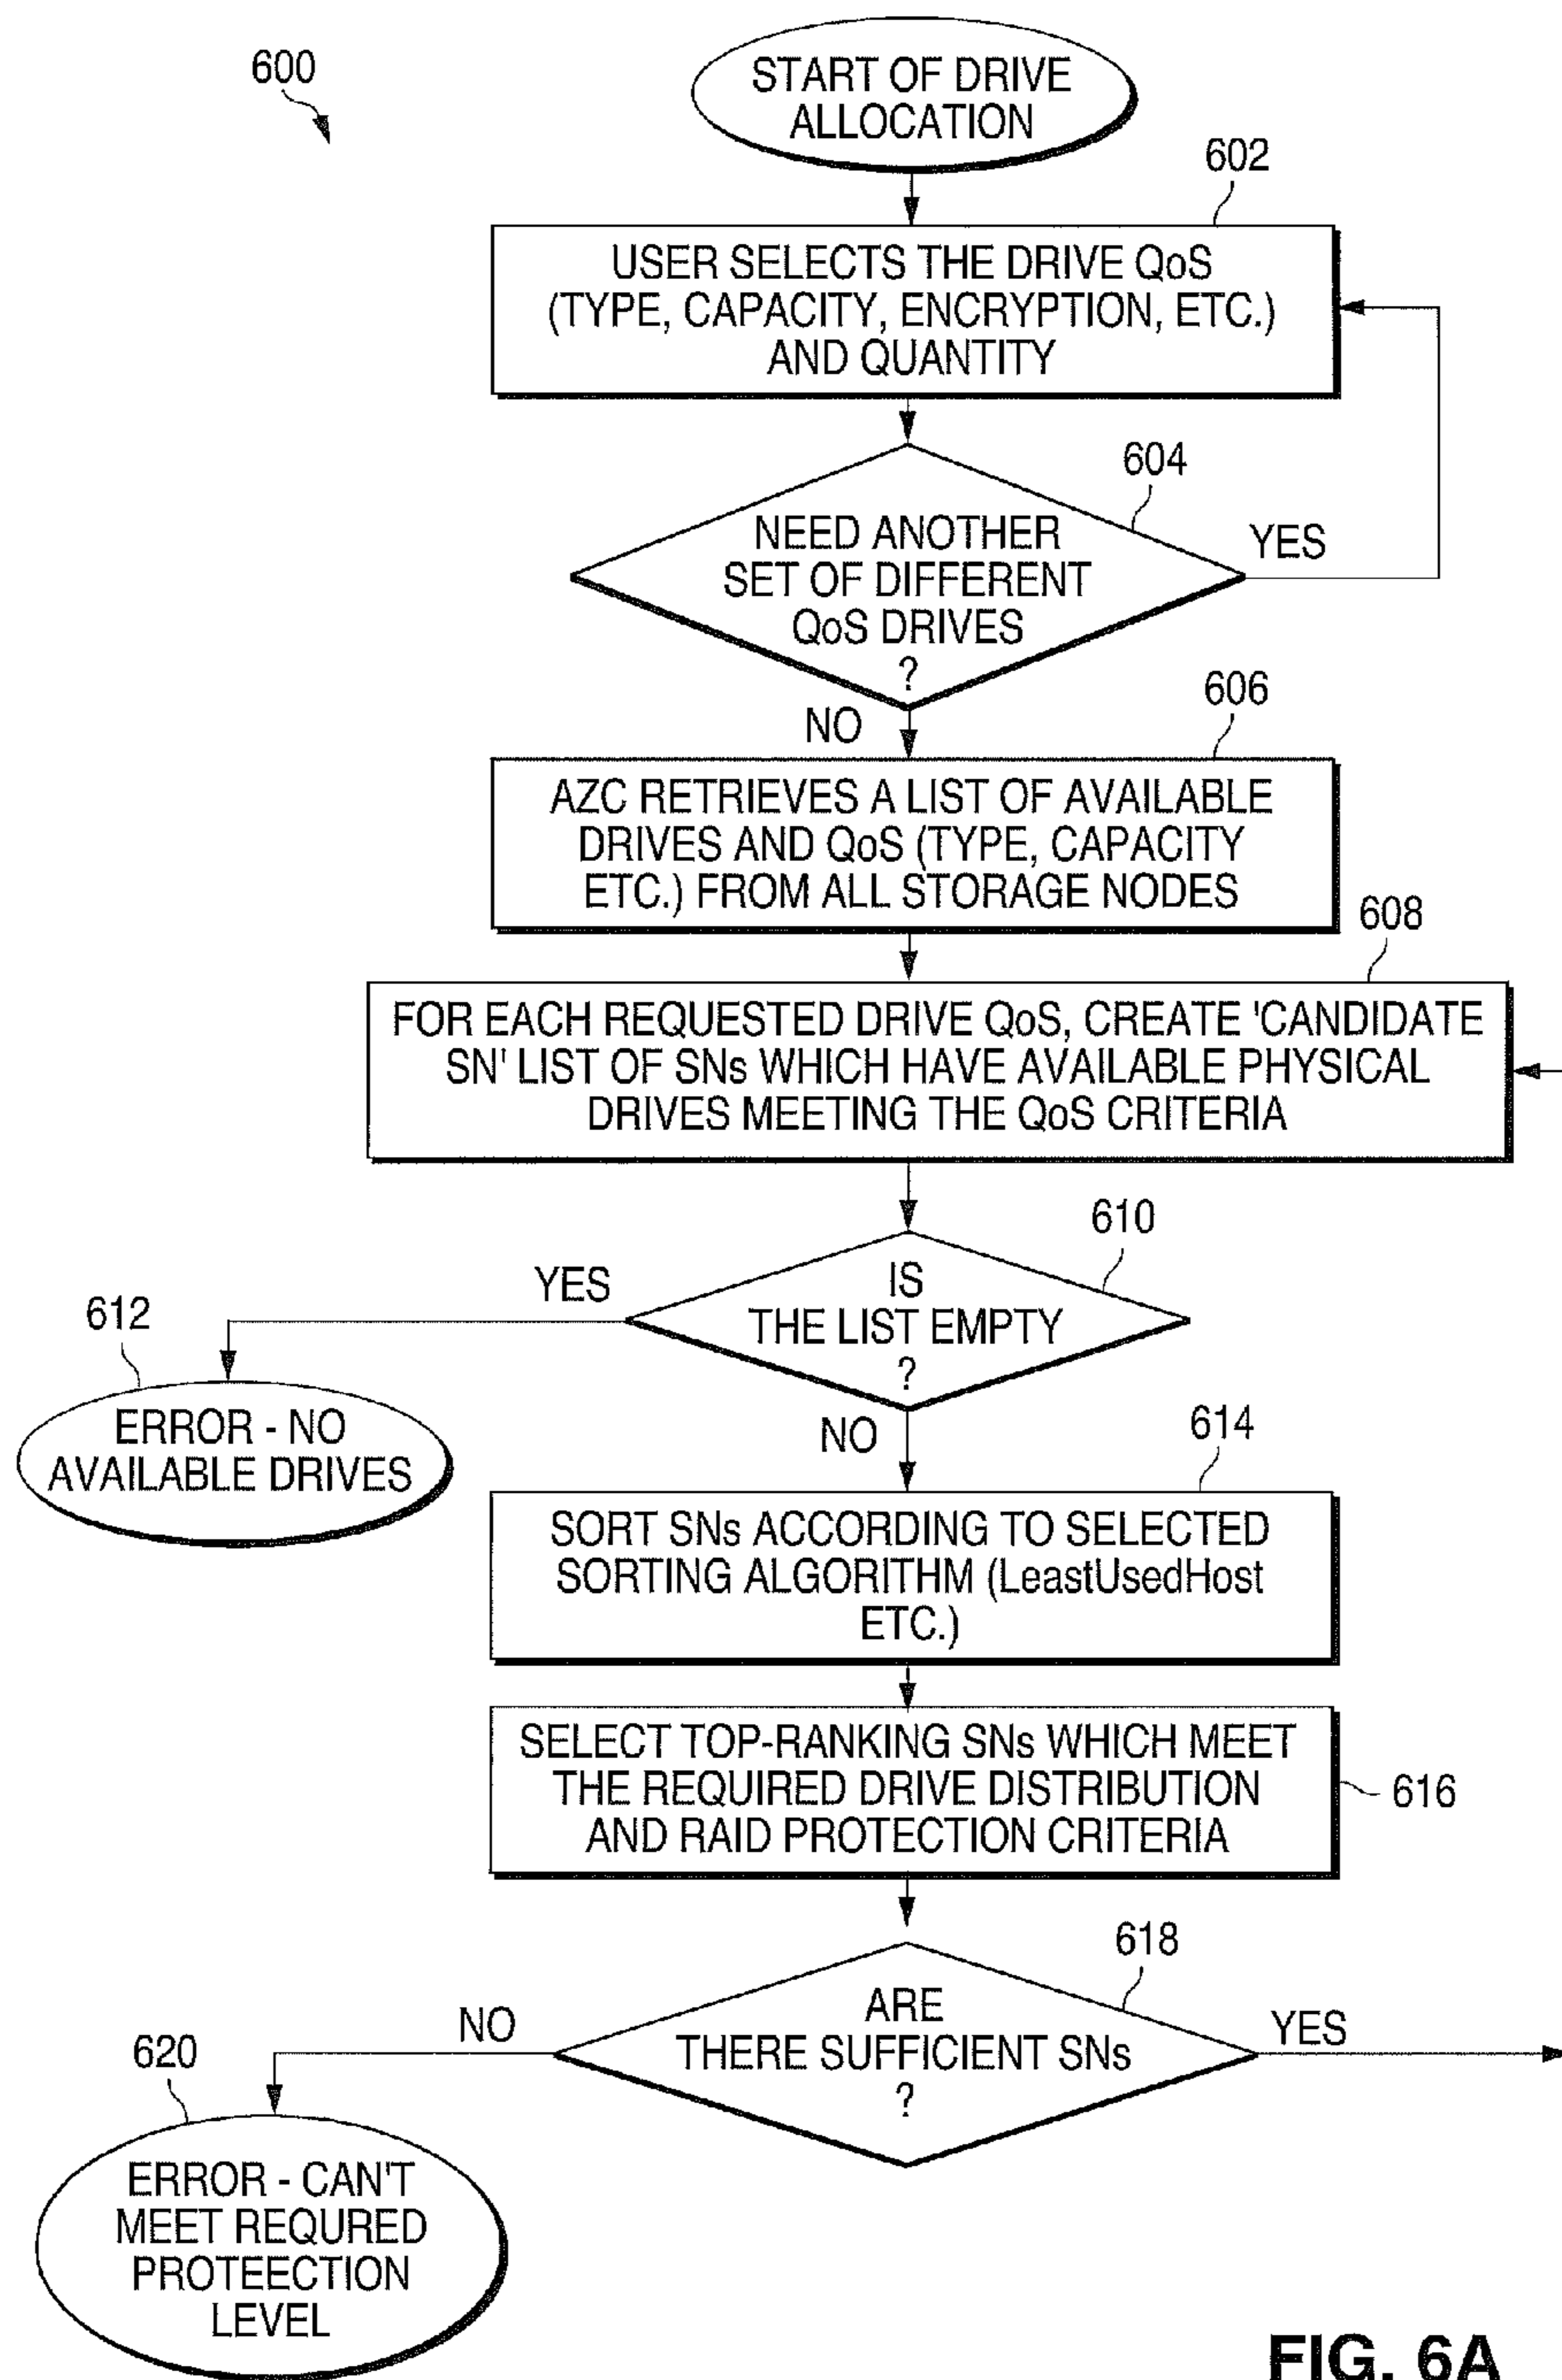 600
START OF DRIVE
ALLOCATION
602
USER SELECTS THE DRIVE QoS
(TYPE, CAPACITY, ENCRYPTION, ETC.)
AND QUANTITY
604
NEED ANOTHER
SET OF DIFFERENT
QoS DRIVES
?
YES
NO
606
AZC RETRIEVES A LIST OF AVAILABLE
DRIVES AND QoS (TYPE, CAPACITY
ETC.) FROM ALL STORAGE NODES
608
FOR EACH REQUESTED DRIVE QoS, CREATE 'CANDIDATE
SN' LIST OF SNs WHICH HAVE AVAILABLE PHYSICAL
DRIVES MEETING THE QoS CRITERIA
610
IS
THE LIST EMPTY
?
YES
612
ERROR - NO
AVAILABLE DRIVES
NO
614
SORT SNs ACCORDING TO SELECTED
SORTING ALGORITHM (LeastUsedHost
ETC.)
SELECT TOP-RANKING SNs WHICH MEET
THE REQUIRED DRIVE DISTRIBUTION
AND RAID PROTECTION CRITERIA
616
618
ARE
THERE SUFFICIENT SNs
?
NO
YES
620
ERROR - CAN'T
MEET REQURED
PROTEECTION
LEVEL
FIG. 6A